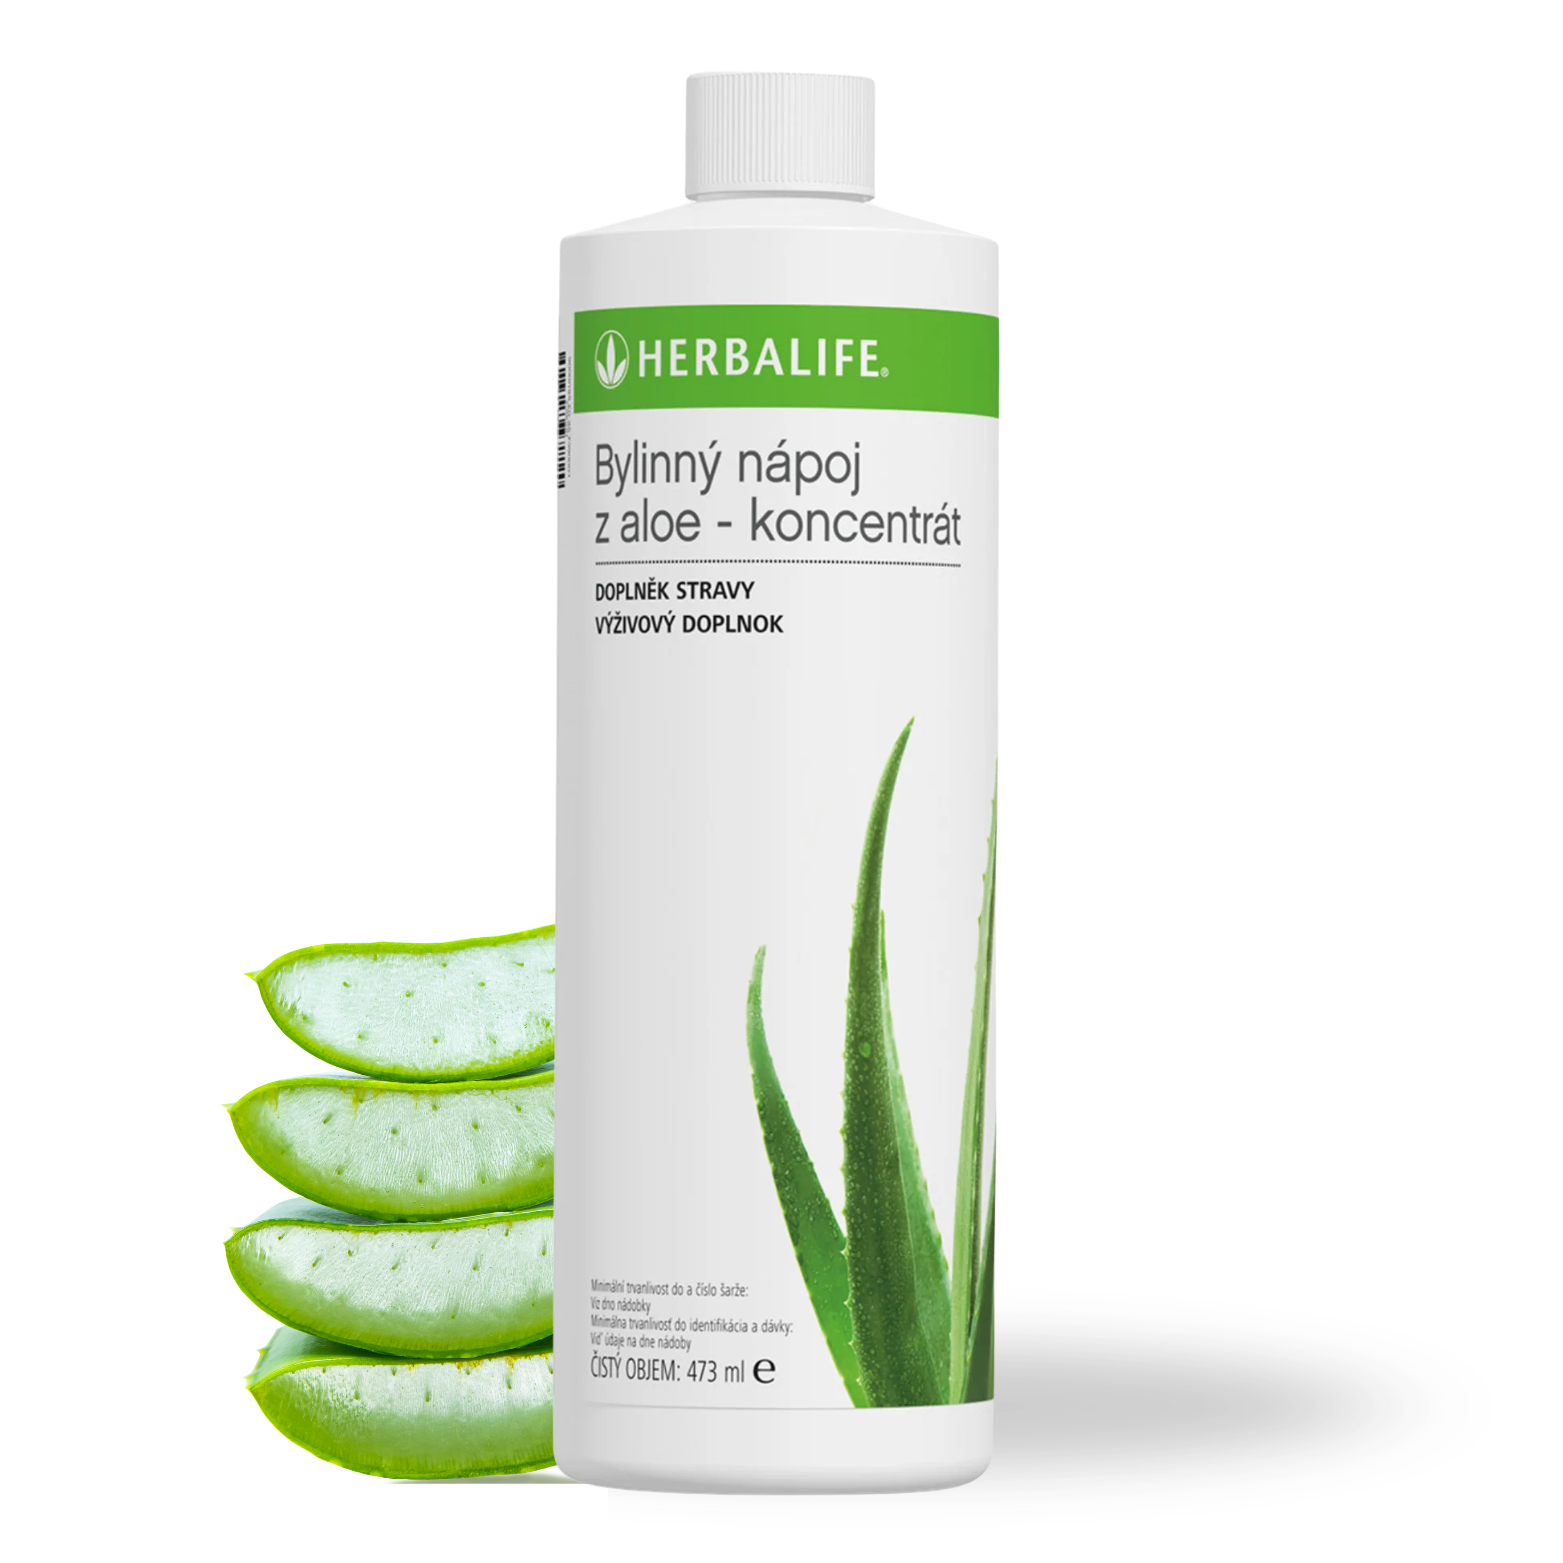 HERBALIFE®
Bylinný nápoj
z aloe - koncentrát
DOPLNĚK STRAVY
VÝŽIVOVÝ DOPLNOK
Minimální trvanlivost do a číslo šarže:
Viz dno nádobky
Minimálna trvanlivosť do identifikácia a dávky:
Viď údaje na dne nádoby
ČISTÝ OBJEM: 473 ml ℮